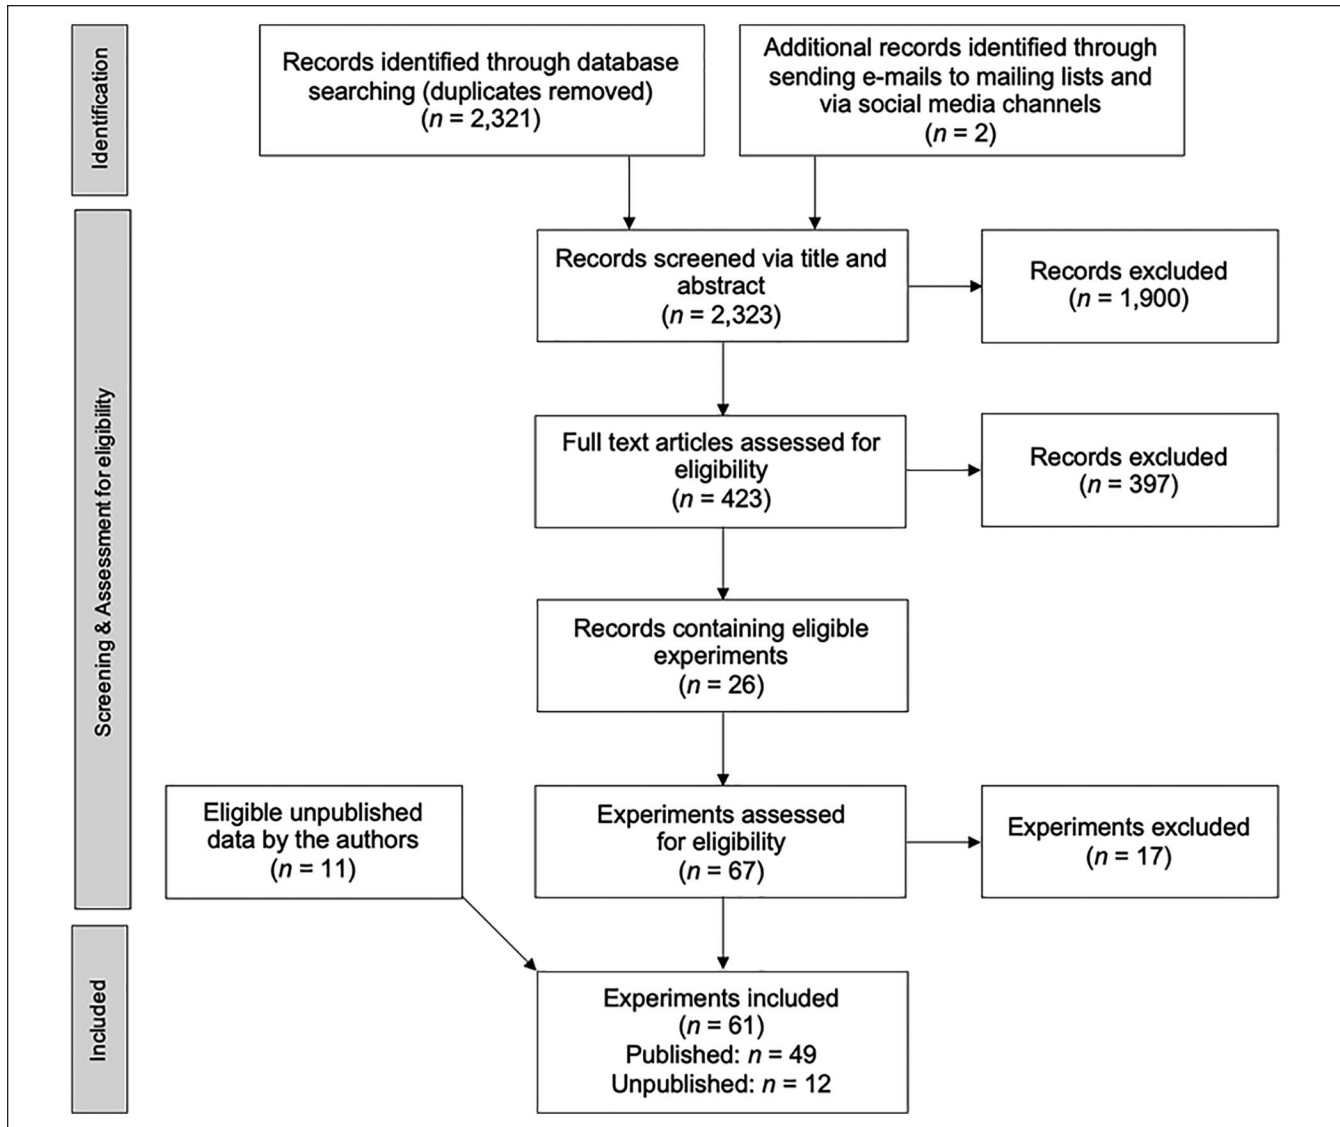 Identification
Records identified through database
searching (duplicates removed)
(n = 2,321)
Additional records identified through
sending e-mails to mailing lists and
via social media channels
(n = 2)
Screening & Assessment for eligibility
Records screened via title and
abstract
(n = 2,323)
Records excluded
(n = 1,900)
Full text articles assessed for
eligibility
(n = 423)
Records excluded
(n = 397)
Records containing eligible
experiments
(n = 26)
Eligible unpublished
data by the authors
(n = 11)
Experiments assessed
for eligibility
(n = 67)
Experiments excluded
(n = 17)
Included
Experiments included
(n = 61)
Published: n = 49
Unpublished: n = 12